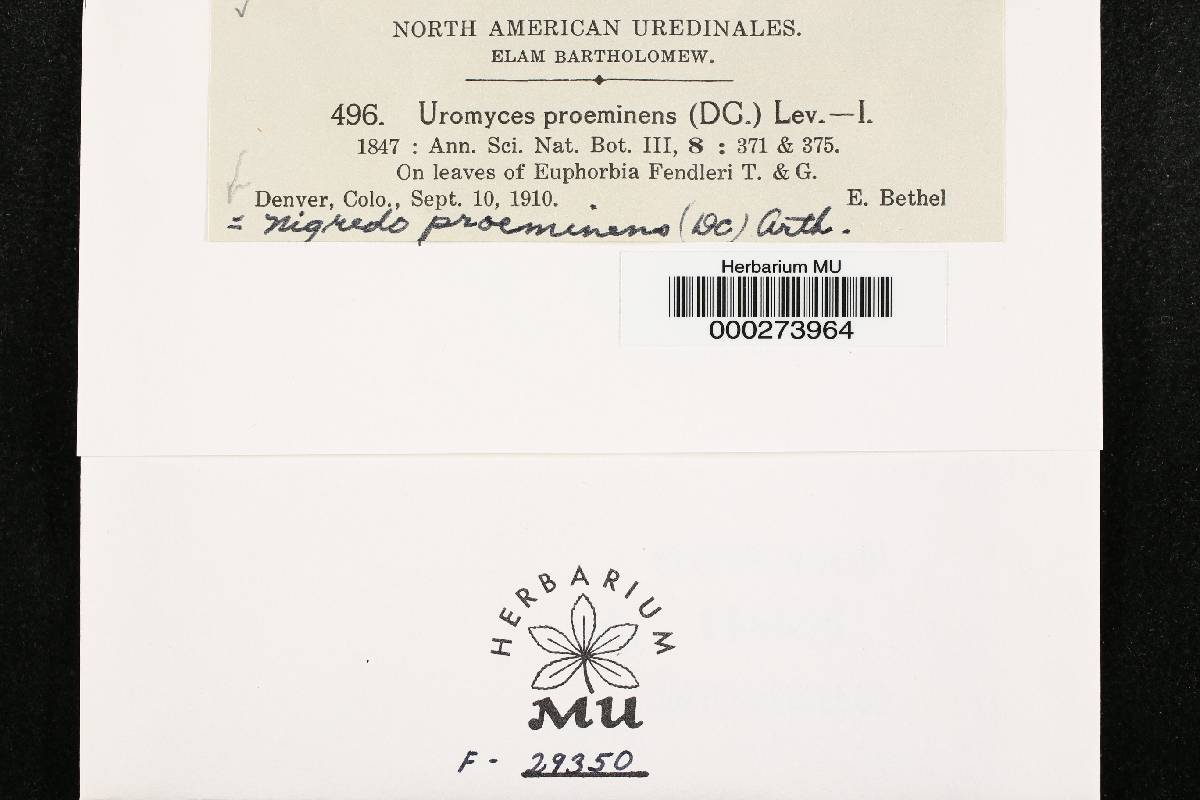 NORTH AMERICAN UREDINALES.
ELAM BARTHOLOMEW.
496. Uromyces proeminens (DC.) Lev.—I.
1847 : Ann. Sci. Nat. Bot. III, 8 : 371 & 375.
On leaves of Euphorbia Fendleri T. & G.
Denver, Colo., Sept. 10, 1910. E. Bethel
= Nigredo proeminens (DC) Arth.
Herbarium MU
000273964
HERBARIUM
MU
F - 29350